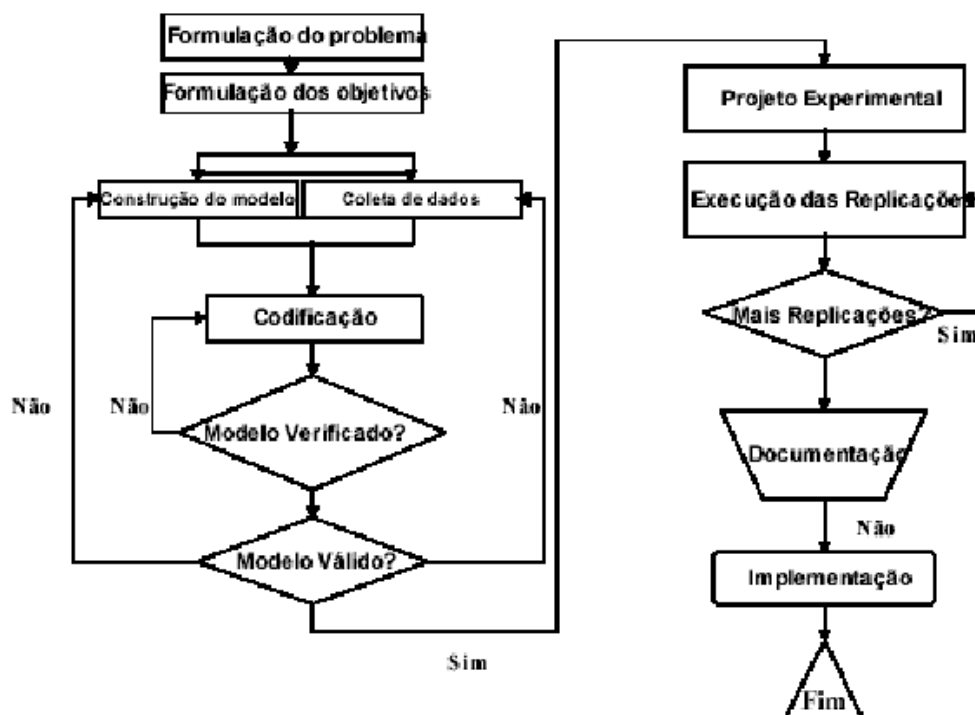 Formulação do problema
Formulação dos objetivos
Construção do modelo
Coleta de dados
Codificação
Não
Não
Não
Modelo Verificado?
Modelo Válido?
Sim
Projeto Experimental
Execução das Replicações
Mais Replicações?
Sim
Documentação
Não
Implementação
Fim